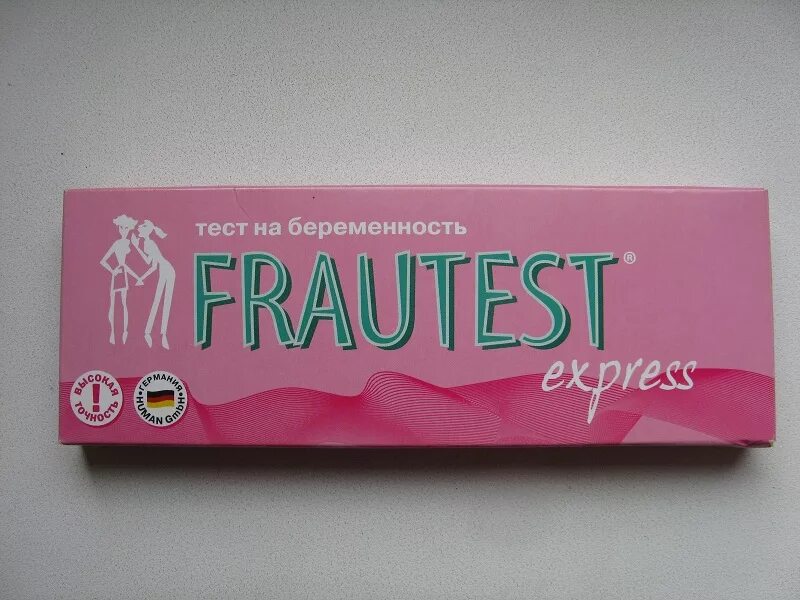 тест на беременность
FRAUTEST®
express
ВЫСОКАЯ
!
ТОЧНОСТЬ
• ГЕРМАНИЯ •
HUMAN GmbH